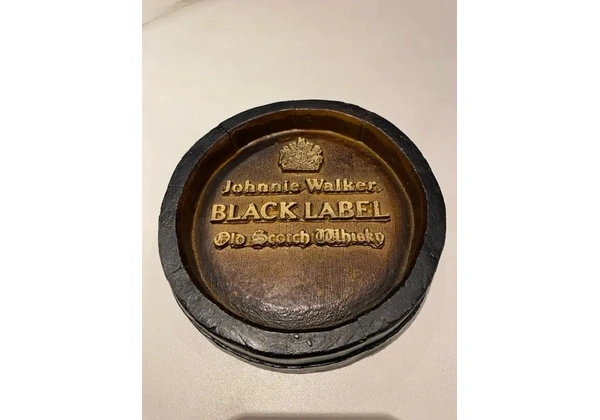 Johnnie Walker.
BLACK LABEL
Old Scotch Whisky